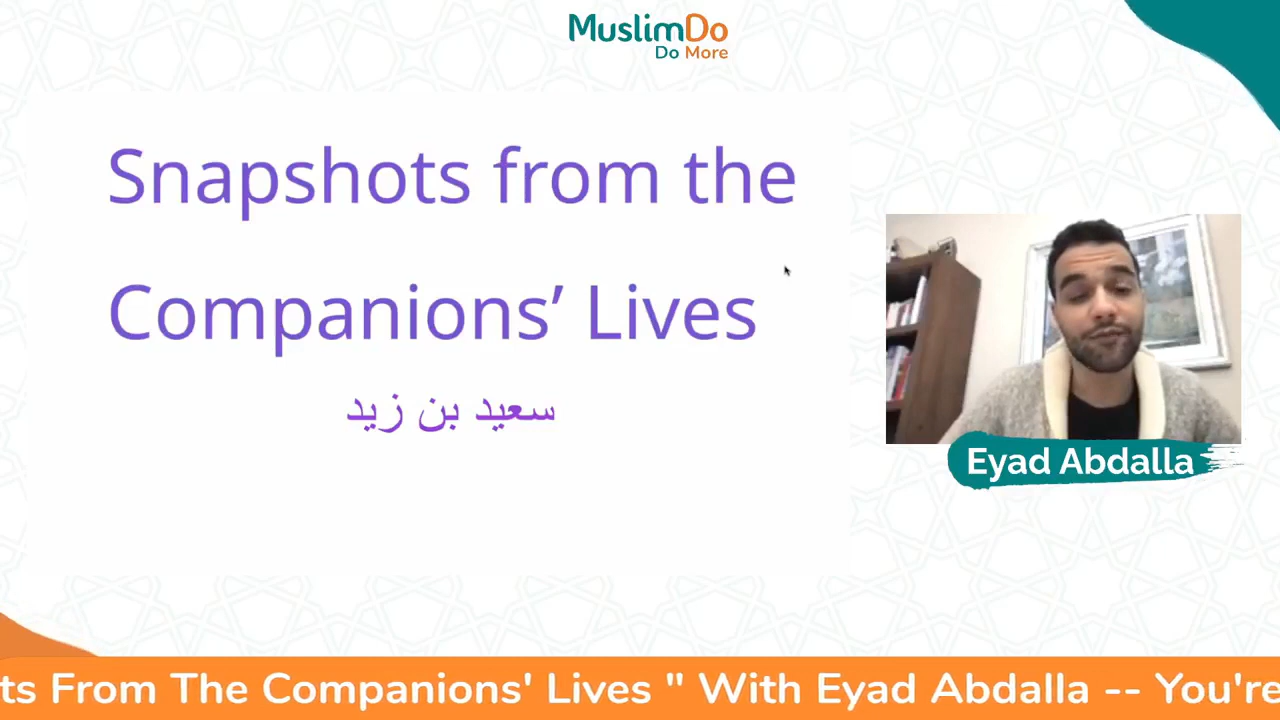 MuslimDo
Do More
Snapshots from the
Companions’ Lives
سعيد بن زيد
Eyad Abdalla
ts From The Companions' Lives " With Eyad Abdalla -- You're